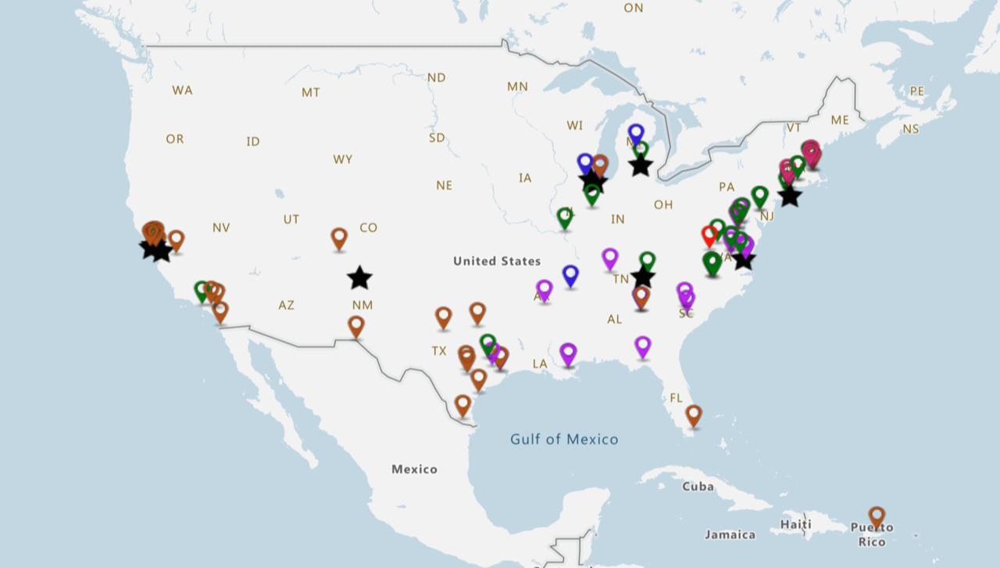 ON
ND
MN
WA
MT
PE
VT
ME
WI
NS
OR
ID
SD
WY
IA
NE
PA
OH
NJ
NV
UT
CO
IN
United States
TN
AZ
NM
AL
SC
TX
LA
FL
Gulf of Mexico
Mexico
Cuba
Haiti
Jamaica
Puerto
Rico